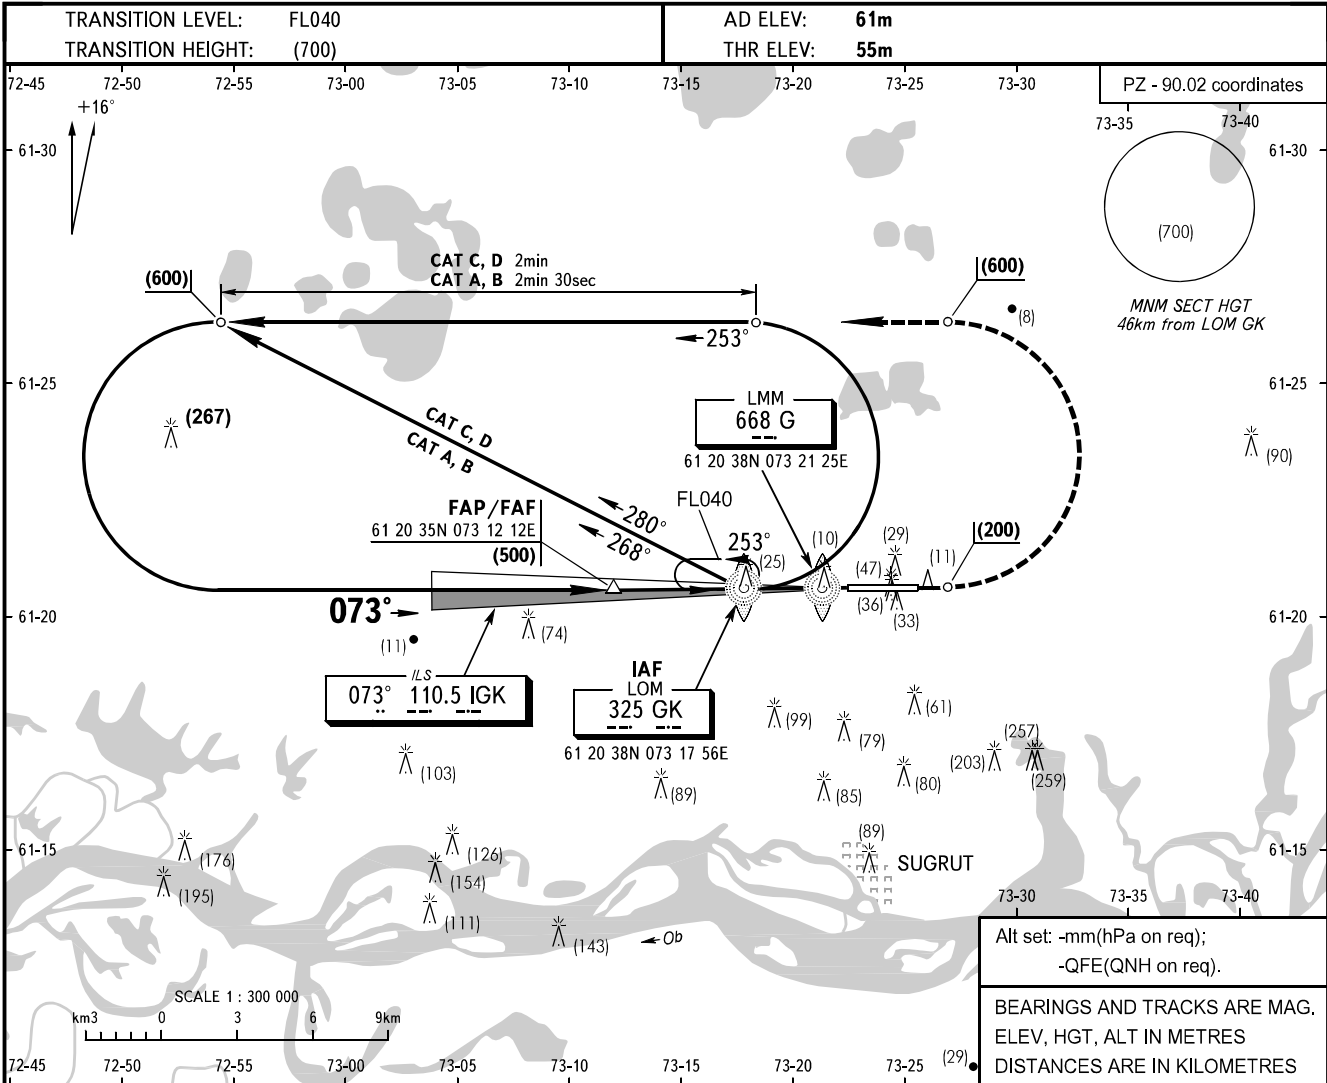 TRANSITION LEVEL: FL040
TRANSITION HEIGHT: (700)
AD ELEV: 61m
THR ELEV: 55m
72-45 72-50 72-55 73-00 73-05 73-10 73-15 73-20 73-25 73-30
PZ - 90.02 coordinates
73-35 73-40
+16°
61-30 61-30
(700)
MNM SECT HGT
46km from LOM GK
CAT C, D 2min
CAT A, B 2min 30sec
(600)
(600)
(8)
253°
61-25 61-25
LMM
668 G
61 20 38N 073 21 25E
(267)
CAT C, D
CAT A, B
(90)
FL040
FAP/FAF
61 20 35N 073 12 12E
(500)
280°
268°
253°
(25)
(10)
(29)
(200)
(47)
(11)
(36)
(33)
073°
61-20 61-20
(11)
(74)
ILS
073° 110.5 IGK
IAF
LOM
325 GK
61 20 38N 073 17 56E
(99)
(61)
(79)
(257)
(203)
(259)
(103)
(89)
(85)
(80)
(89)
SUGRUT
61-15 61-15
(176)
(126)
(195)
(154)
(111)
(143)
Ob
73-30 73-35 73-40
Alt set: -mm(hPa on req);
-QFE(QNH on req).
SCALE 1 : 300 000
km3 0 3 6 9km
BEARINGS AND TRACKS ARE MAG.
ELEV, HGT, ALT IN METRES
DISTANCES ARE IN KILOMETRES
(29)
72-45 72-50 72-55 73-00 73-05 73-10 73-15 73-20 73-25